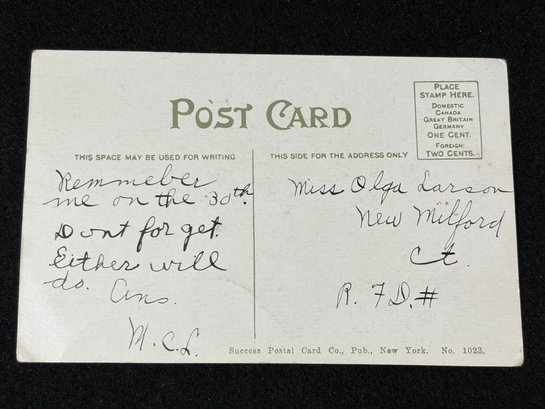 POST CARD
PLACE
STAMP HERE.
DOMESTIC
CANADA
GREAT BRITAIN
GERMANY
ONE CENT.
FOREIGN:
TWO CENTS.
THIS SPACE MAY BE USED FOR WRITING
THIS SIDE FOR THE ADDRESS ONLY
Remmeber
me on the 30th.
Dont forget.
Either will
do. Ans.
M.C.L.
Miss Olga Larson
New Milford
Ct.
R. F D. #
Success Postal Card Co., Pub., New York. No. 1023.